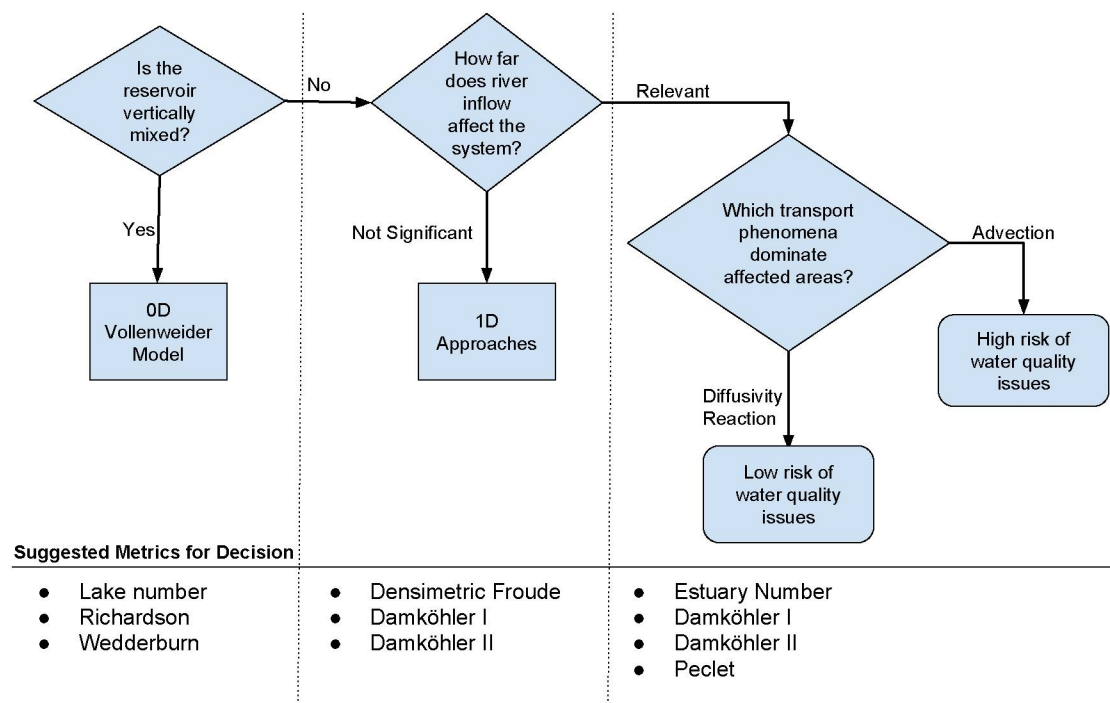 Is the
reservoir
vertically
mixed?
No
How far
does river
inflow
affect the
system?
Relevant
Which transport
phenomena
dominate
affected areas?
Advection
High risk of
water quality
issues
Yes
0D
Vollenweider
Model
Not Significant
1D
Approaches
Diffusivity
Reaction
Low risk of
water quality
issues
Suggested Metrics for Decision
● Lake number
● Richardson
● Wedderburn
● Densimetric Froude
● Damköhler I
● Damköhler II
● Estuary Number
● Damköhler I
● Damköhler II
● Peclet